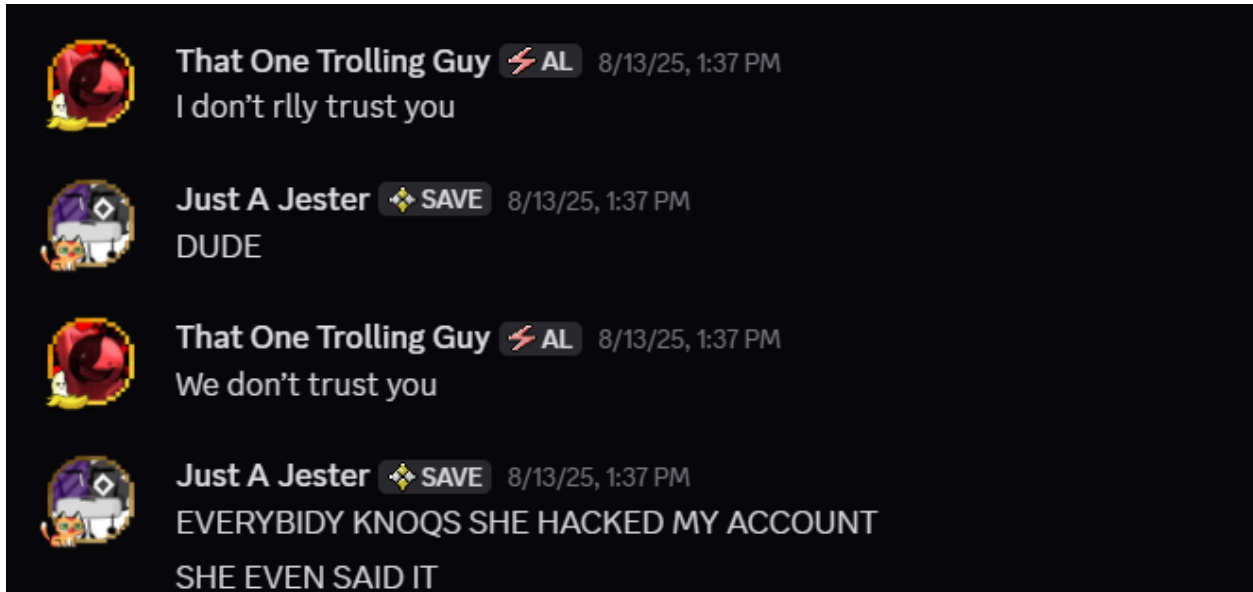 That One Trolling Guy AL 8/13/25, 1:37 PM
I don’t rlly trust you
Just A Jester SAVE 8/13/25, 1:37 PM
DUDE
That One Trolling Guy AL 8/13/25, 1:37 PM
We don’t trust you
Just A Jester SAVE 8/13/25, 1:37 PM
EVERYBIDY KNOQS SHE HACKED MY ACCOUNT
SHE EVEN SAID IT